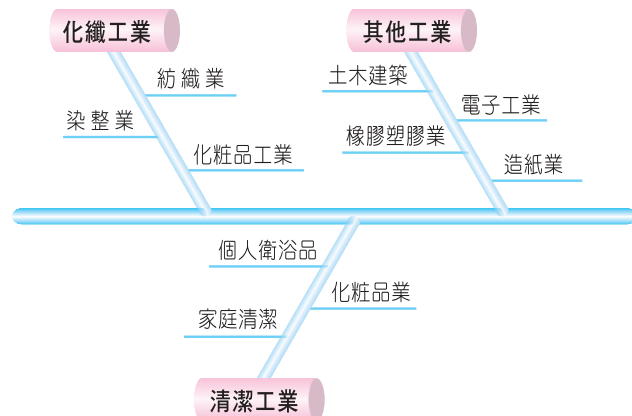 化纖工業
紡織業
染整業
化粧品工業
其他工業
土木建築
電子工業
橡膠塑膠業
造紙業
個人衛浴品
化粧品業
家庭清潔
清潔工業